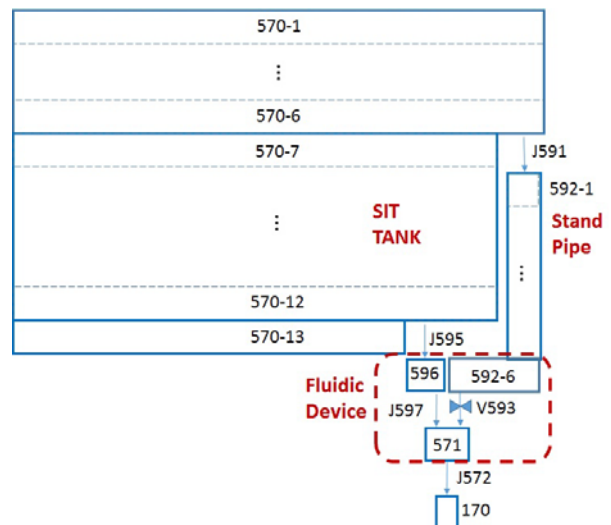 570-1
⋮
570-6
570-7
J591
592-1
SIT
TANK
Stand
Pipe
⋮
⋮
570-12
570-13
J595
596
592-6
Fluidic
Device
J597
V593
571
J572
170